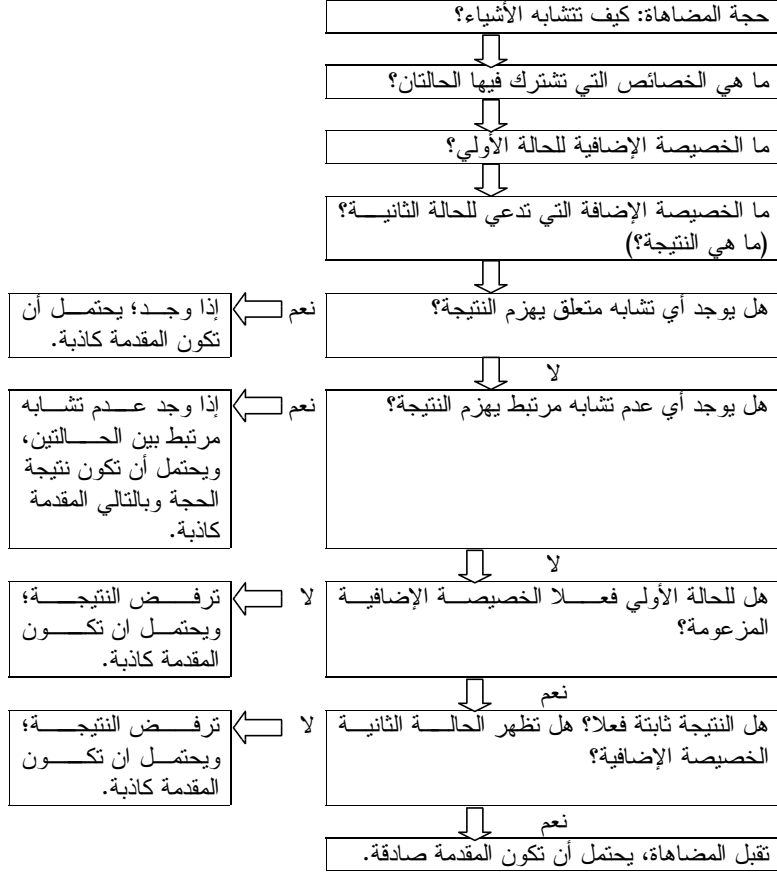 حجة المضاهاة: كيف تتشابه الأشياء؟
ما هي الخصائص التي تشترك فيها الحالتان؟
ما الخصيصة الإضافية للحالة الأولي؟
ما الخصيصة الإضافة التي تدعي للحالة الثانية؟
(ما هي النتيجة؟)
هل يوجد أي تشابه متعلق يهزم النتيجة؟
نعم
إذا وجد؛ يحتمل أن
تكون المقدمة كاذبة.
لا
هل يوجد أي عدم تشابه مرتبط يهزم النتيجة؟
نعم
إذا وجد عدم تشابه
مرتبط بين الحالتين،
ويحتمل أن تكون نتيجة
الحجة وبالتالي المقدمة
كاذبة.
لا
هل للحالة الأولي فعلا الخصيصة الإضافية
المزعومة؟
لا
ترفض النتيجة؛
ويحتمل ان تكون
المقدمة كاذبة.
نعم
هل النتيجة ثابتة فعلا؟ هل تظهر الحالة الثانية
الخصيصة الإضافية؟
لا
ترفض النتيجة؛
ويحتمل ان تكون
المقدمة كاذبة.
نعم
تقبل المضاهاة، يحتمل أن تكون المقدمة صادقة.